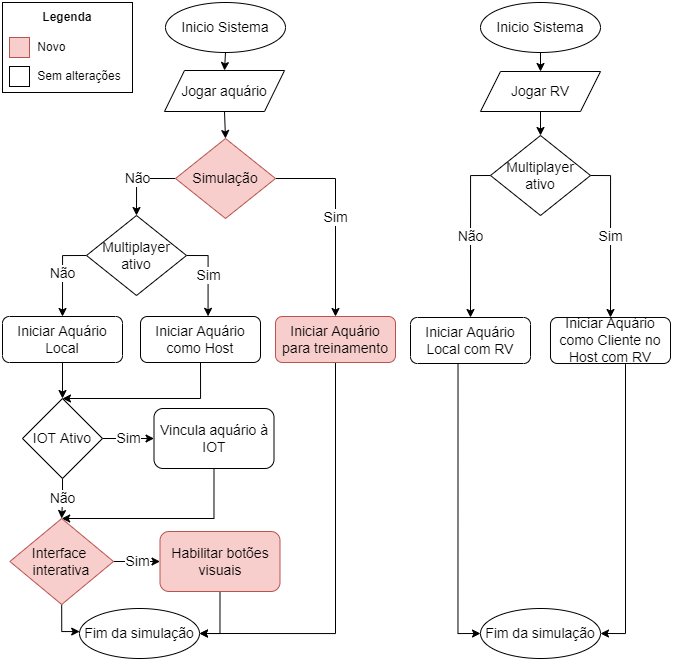 Legenda
Novo
Sem alterações
Inicio Sistema
Jogar aquário
Simulação
Não
Sim
Multiplayer
ativo
Não
Sim
Iniciar Aquário
Local
Iniciar Aquário
como Host
Iniciar Aquário
para treinamento
IOT Ativo
Sim
Vincula aquário à
IOT
Não
Interface
interativa
Sim
Habilitar botões
visuais
Fim da simulação
Inicio Sistema
Jogar RV
Multiplayer
ativo
Não
Sim
Iniciar Aquário
Local com RV
Iniciar Aquário
como Cliente no
Host com RV
Fim da simulação